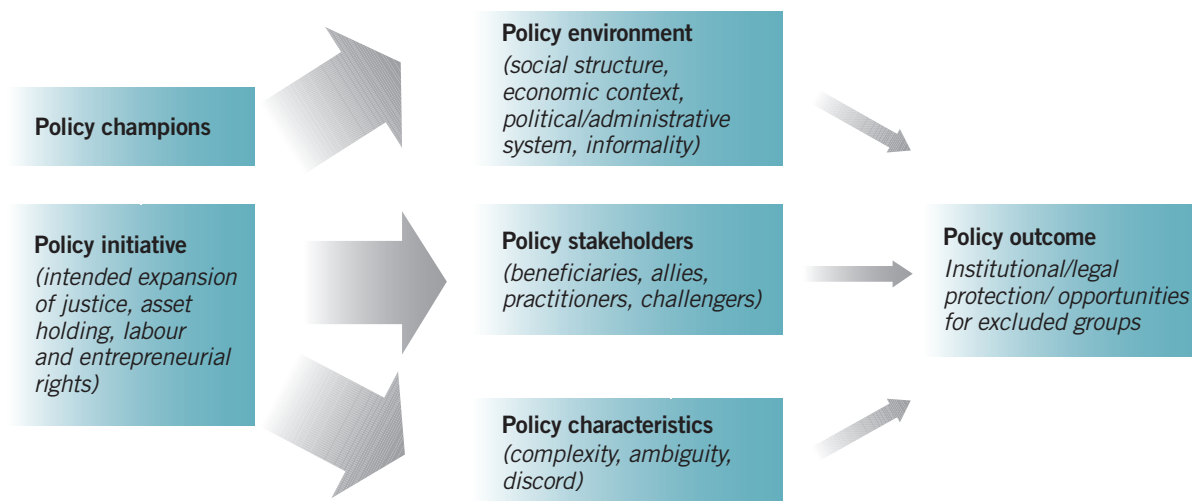 Policy champions
Policy initiative
(intended expansion
of justice, asset
holding, labour
and entrepreneurial
rights)
Policy environment
(social structure,
economic context,
political/administrative
system, informality)
Policy stakeholders
(beneficiaries, allies,
practitioners, challengers)
Policy characteristics
(complexity, ambiguity,
discord)
Policy outcome
Institutional/legal
protection/ opportunities
for excluded groups